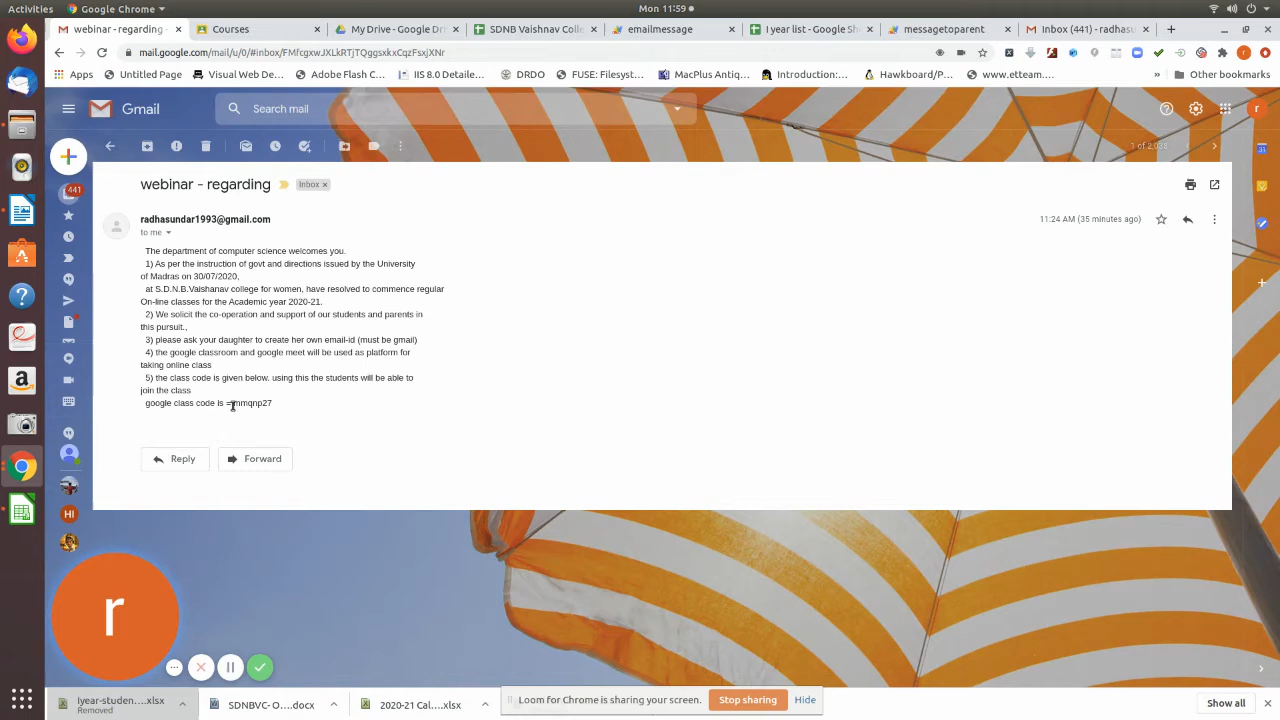 Activities Google Chrome Mon 11:59
webinar - regarding × Courses × My Drive - Google Dri × SDNB Vaishnav Colle × emailmessage × I year list - Google Sh × messagetoparent × Inbox (441) - radhasu ×
mail.google.com/mail/u/0/#inbox/FMfcgxwJXLkRTjTQggsxkxCqzFsxjXNr
Apps Untitled Page Visual Web De... Adobe Flash C... IIS 8.0 Detaile... DRDO FUSE: Filesyst... MacPlus Antiq... Introduction:... Hawkboard/P... www.etteam.... » Other bookmarks
Gmail Search mail r
1 of 2,038
441
webinar - regarding Inbox ×
radhasundar1993@gmail.com 11:24 AM (35 minutes ago)
to me
The department of computer science welcomes you.
1) As per the instruction of govt and directions issued by the University
of Madras on 30/07/2020,
at S.D.N.B.Vaishanav college for women, have resolved to commence regular
On-line classes for the Academic year 2020-21.
2) We solicit the co-operation and support of our students and parents in
this pursuit.,
3) please ask your daughter to create her own email-id (must be gmail)
4) the google classroom and google meet will be used as platform for
taking online class
5) the class code is given below. using this the students will be able to
join the class
google class code is
Reply Forward
HI
r
Iyear-studen....xlsx
Removed
SDNBVC- O....docx 2020-21 Cal....xlsx Loom for Chrome is sharing your screen. Stop sharing Hide Show all